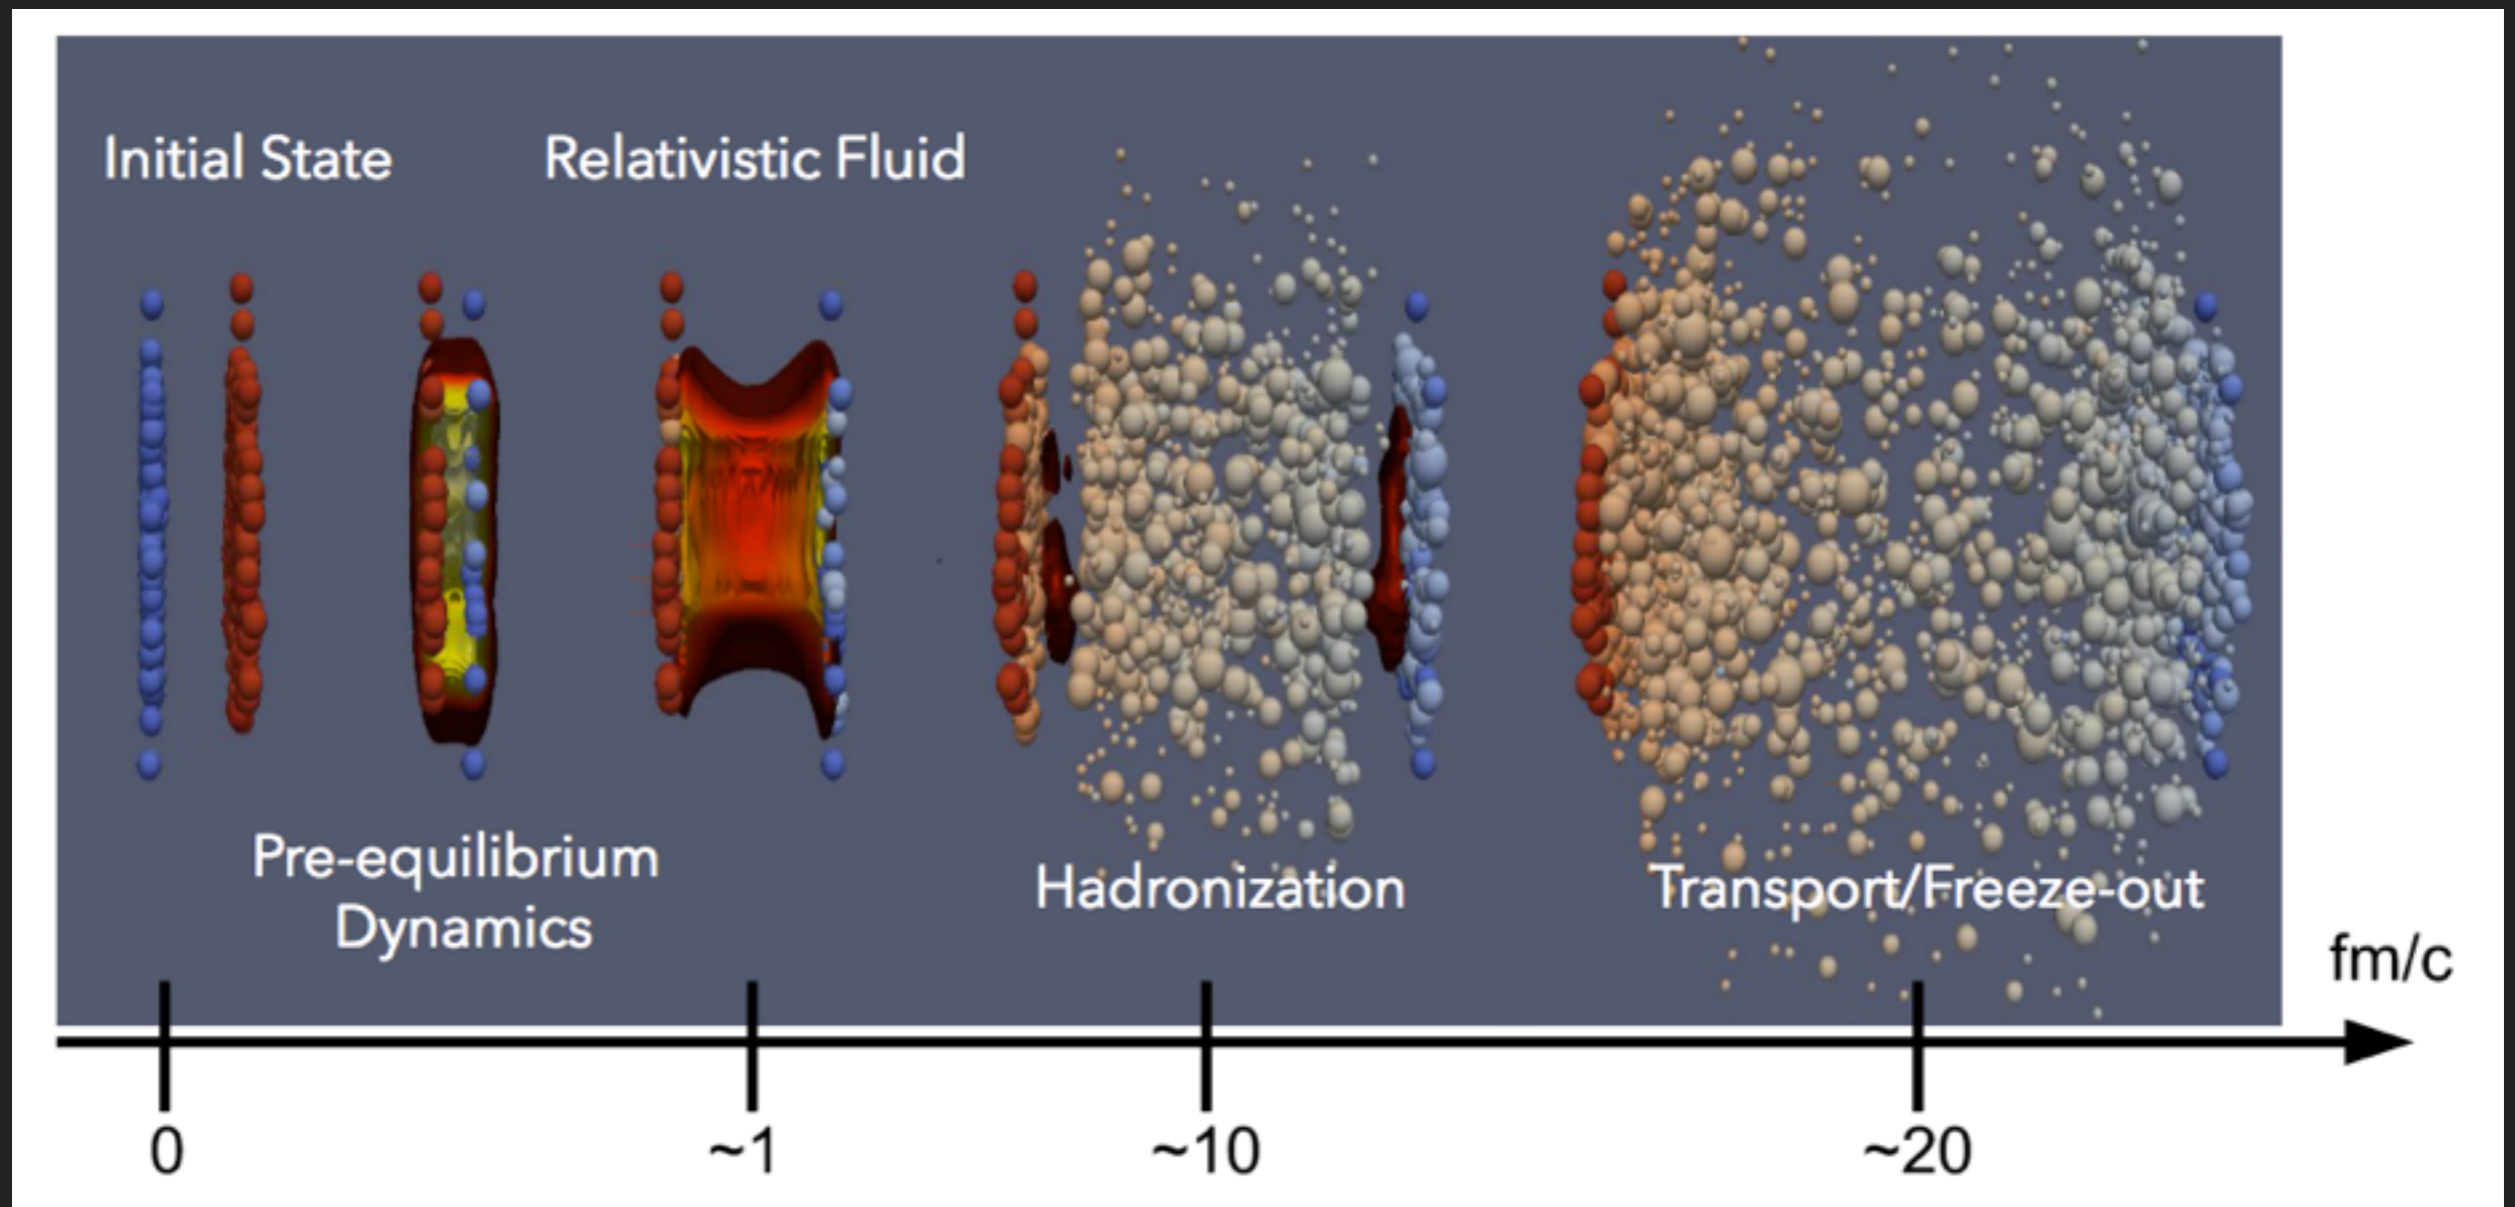 Initial State
Relativistic Fluid
Pre-equilibrium
Dynamics
Hadronization
Transport/Freeze-out
fm/c
0
~1
~10
~20